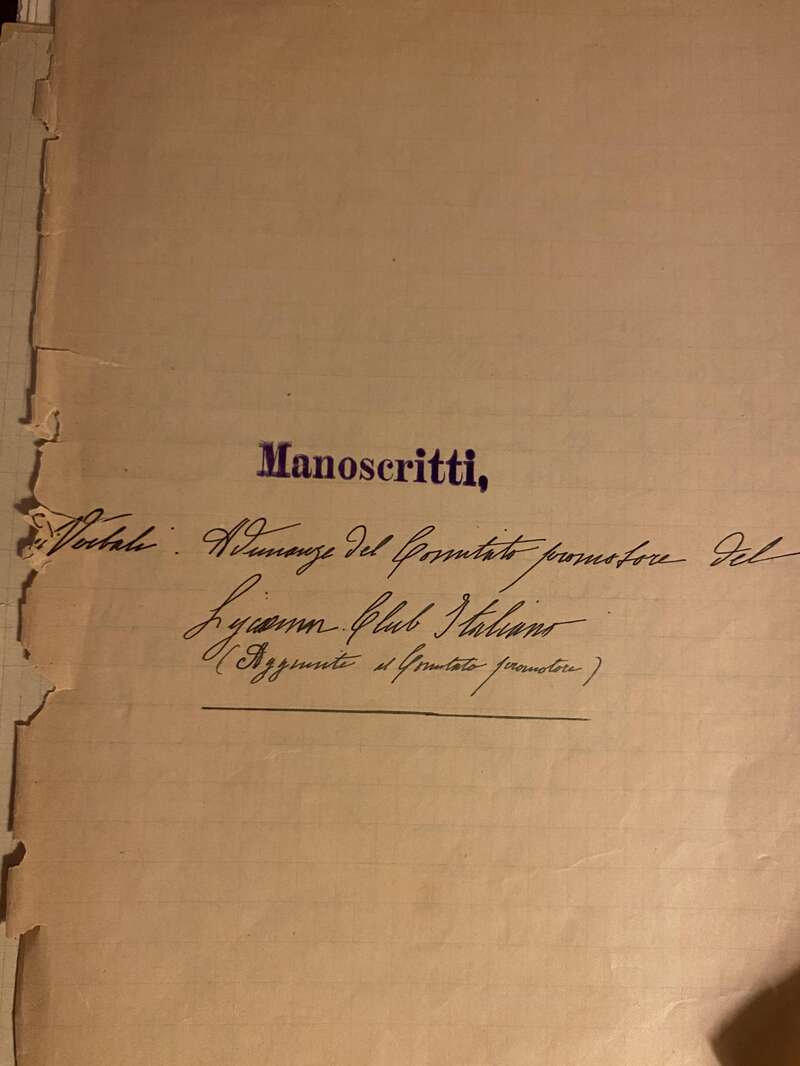 Manoscritti,
Verbali. Adunanze del Comitato promotore del
Lyceum Club Italiano
(Aggiunte al Comitato promotore)